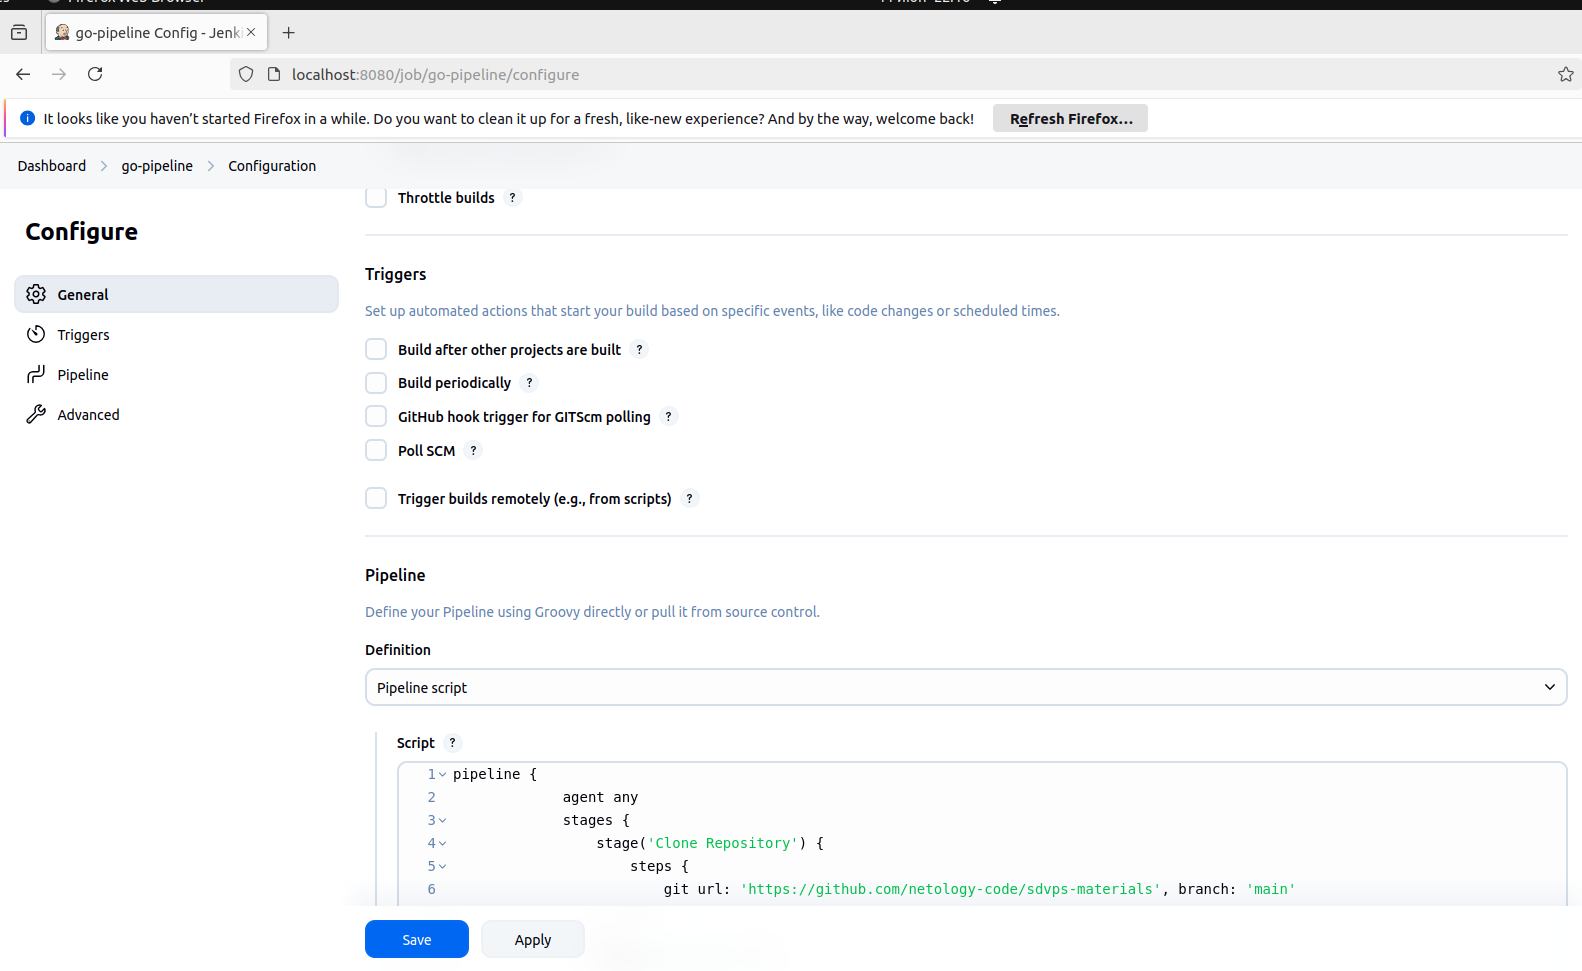 go-pipeline Config - Jenki
localhost:8080/job/go-pipeline/configure
It looks like you haven't started Firefox in a while. Do you want to clean it up for a fresh, like-new experience? And by the way, welcome back!
Refresh Firefox...
Dashboard
go-pipeline
Configuration
Configure
General
Triggers
Pipeline
Advanced
Throttle builds ?
Triggers
Set up automated actions that start your build based on specific events, like code changes or scheduled times.
Build after other projects are built ?
Build periodically ?
GitHub hook trigger for GITScm polling ?
Poll SCM ?
Trigger builds remotely (e.g., from scripts) ?
Pipeline
Define your Pipeline using Groovy directly or pull it from source control.
Definition
Pipeline script
Script ?
1 pipeline {
2 agent any
3 stages {
4 stage('Clone Repository') {
5 steps {
6 git url: 'https://github.com/netology-code/sdvps-materials', branch: 'main'
Save
Apply